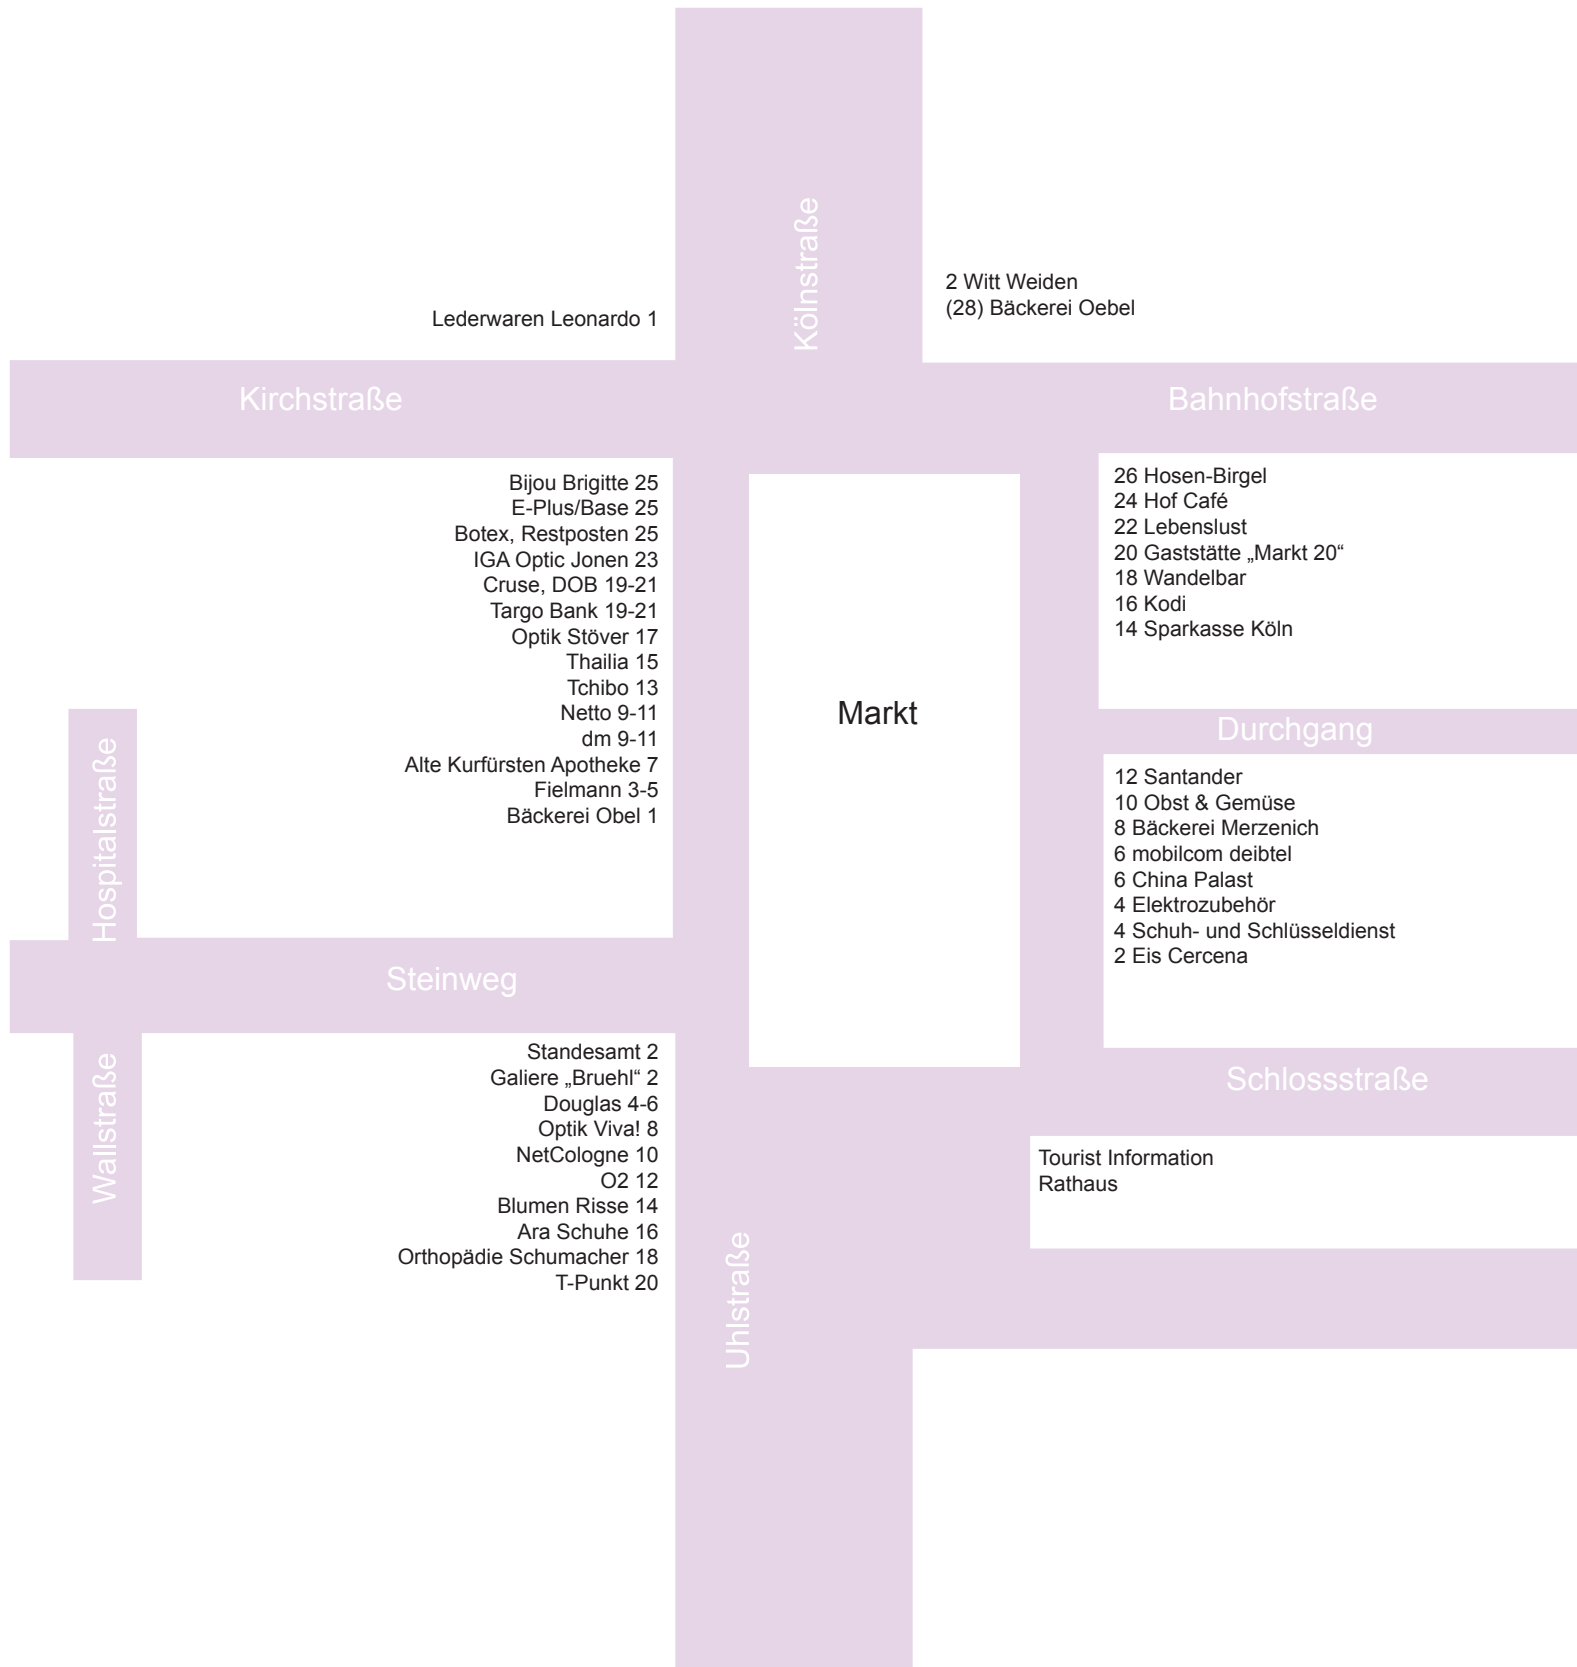 Kölnstraße
2 Witt Weiden
(28) Bäckerei Oebel
Lederwaren Leonardo 1
Kirchstraße
Bahnhofstraße
Bijou Brigitte 25
E-Plus/Base 25
Botex, Restposten 25
IGA Optic Jonen 23
Cruse, DOB 19-21
Targo Bank 19-21
Optik Stöver 17
Thailia 15
Tchibo 13
Netto 9-11
dm 9-11
Alte Kurfürsten Apotheke 7
Fielmann 3-5
Bäckerei Obel 1
Markt
26 Hosen-Birgel
24 Hof Café
22 Lebenslust
20 Gaststätte „Markt 20“
18 Wandelbar
16 Kodi
14 Sparkasse Köln
Durchgang
12 Santander
10 Obst & Gemüse
8 Bäckerei Merzenich
6 mobilcom deibtel
6 China Palast
4 Elektrozubehör
4 Schuh- und Schlüsseldienst
2 Eis Cercena
Hospitalstraße
Steinweg
Wallstraße
Standesamt 2
Galiere „Bruehl“ 2
Douglas 4-6
Optik Viva! 8
NetCologne 10
O2 12
Blumen Risse 14
Ara Schuhe 16
Orthopädie Schumacher 18
T-Punkt 20
Schlossstraße
Tourist Information
Rathaus
Uhlstraße